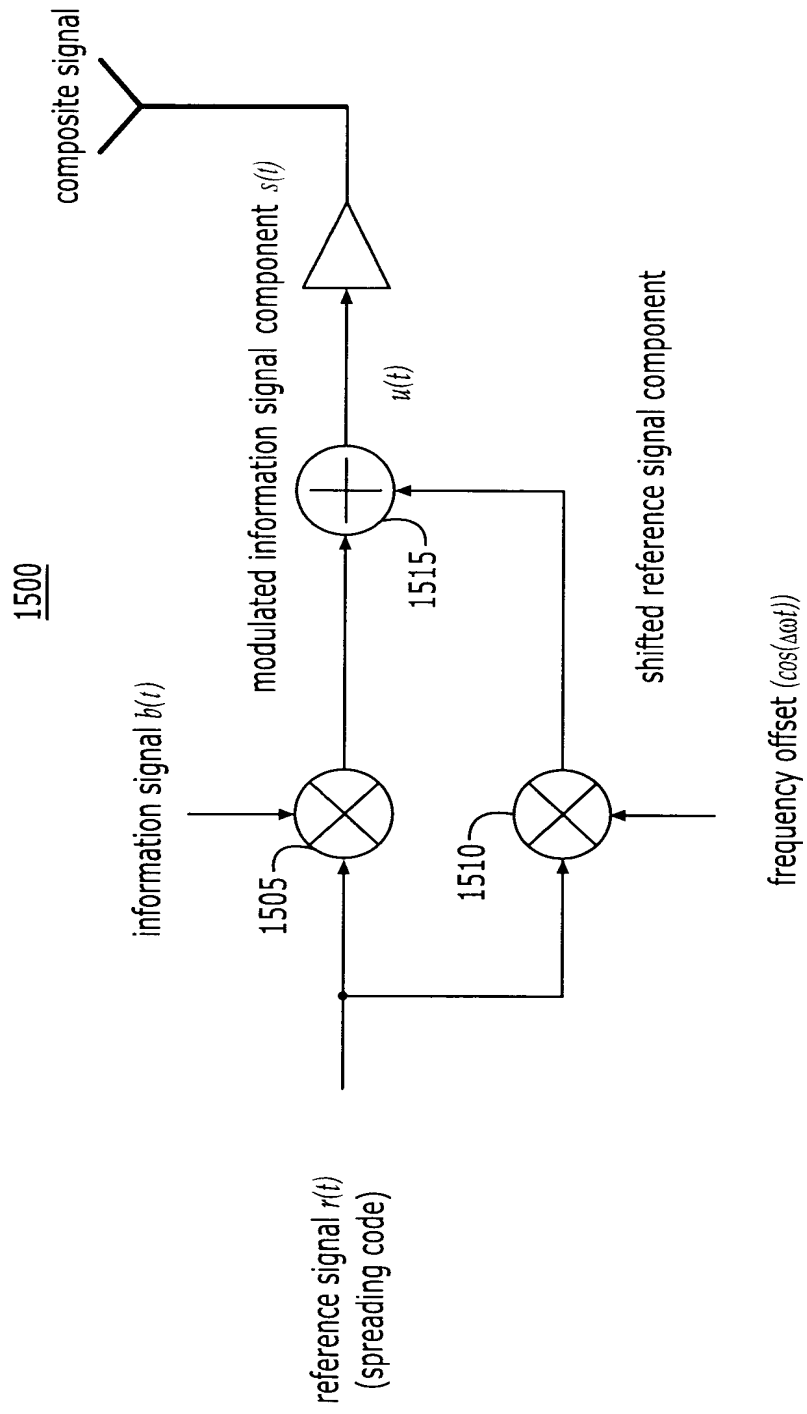 1500
composite signal
information signal b(t)
modulated information signal component s(t)
1505
u(t)
1515
reference signal r(t)
(spreading code)
1510
shifted reference signal component
frequency offset (cos(Δωt))